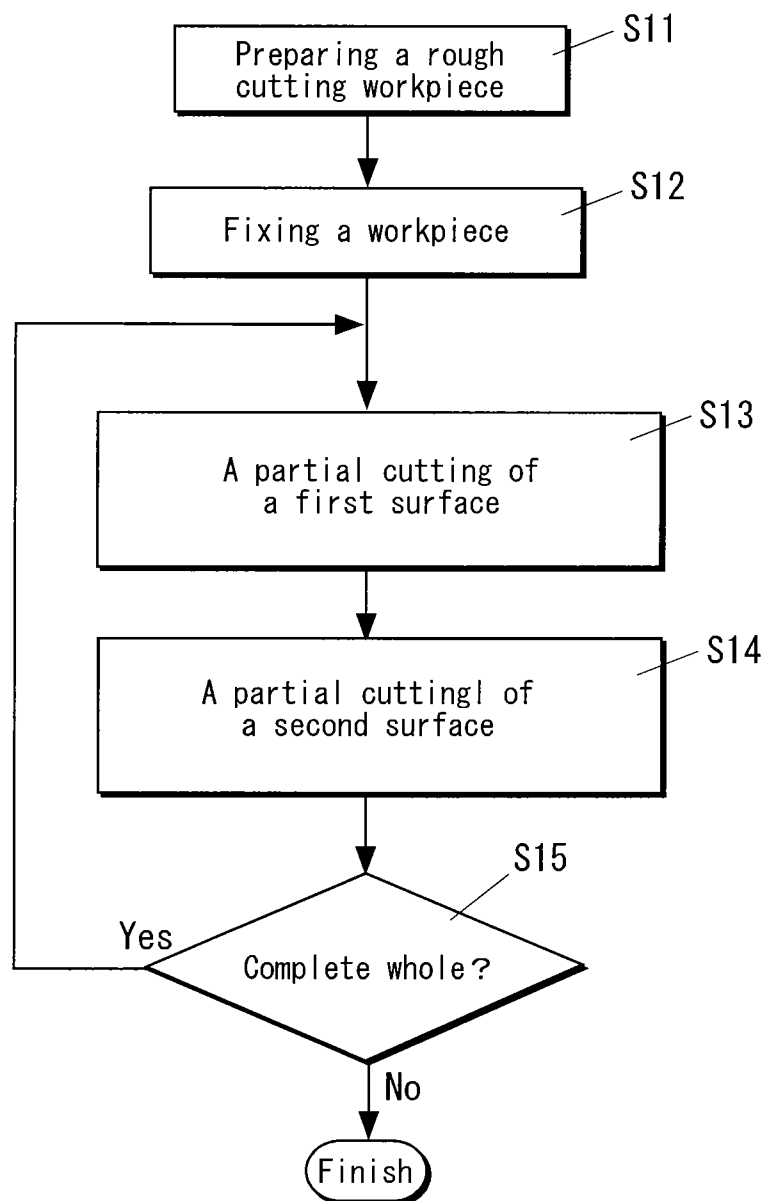 S11
Preparing a rough
cutting workpiece
S12
Fixing a workpiece
S13
A partial cutting of
a first surface
S14
A partial cuttingl of
a second surface
S15
Yes
Complete whole?
No
Finish